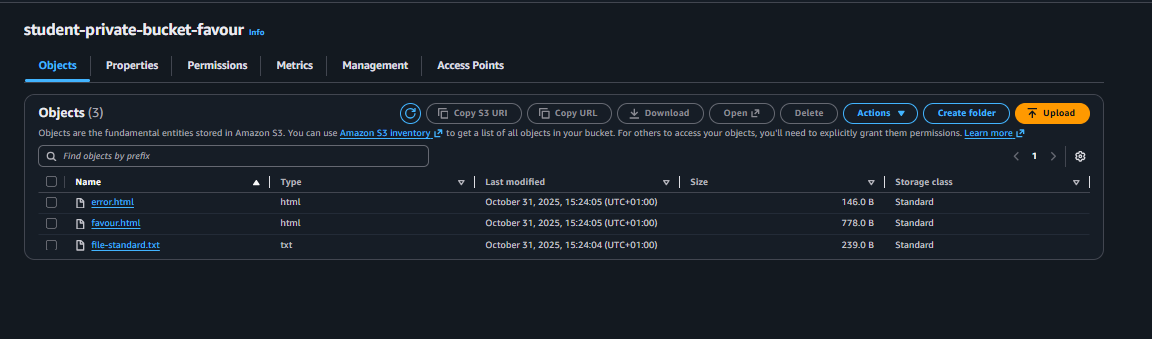 student-private-bucket-favour Info
Objects Properties Permissions Metrics Management Access Points
Objects (3) Copy S3 URI Copy URL Download Open Delete Actions Create folder Upload
Objects are the fundamental entities stored in Amazon S3. You can use Amazon S3 inventory to get a list of all objects in your bucket. For others to access your objects, you'll need to explicitly grant them permissions. Learn more
Find objects by prefix 1
Name Type Last modified Size Storage class
error.html html October 31, 2025, 15:24:05 (UTC+01:00) 146.0 B Standard
favour.html html October 31, 2025, 15:24:05 (UTC+01:00) 778.0 B Standard
file-standard.txt txt October 31, 2025, 15:24:04 (UTC+01:00) 239.0 B Standard